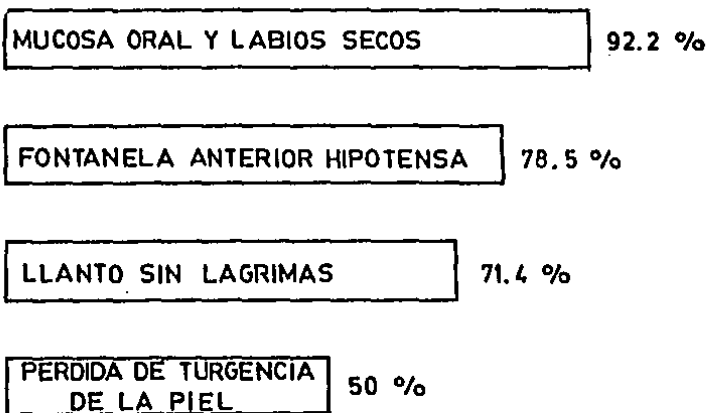 MUCOSA ORAL Y LABIOS SECOS 92.2 %
FONTANELA ANTERIOR HIPOTENSA 78.5 %
LLANTO SIN LAGRIMAS 71.4 %
PERDIDA DE TURGENCIA
DE LA PIEL 50 %